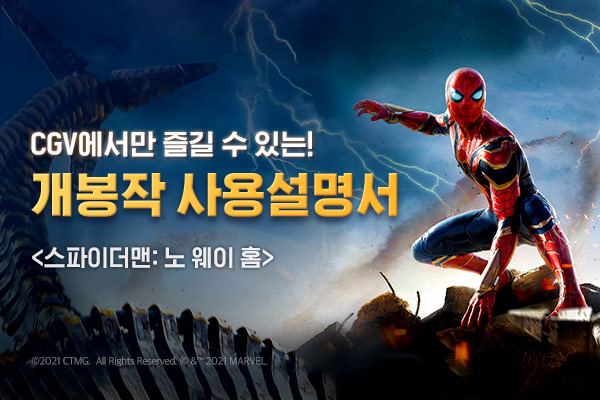 CGV에서만 즐길 수 있는!
개봉작 사용설명서
<스파이더맨: 노 웨이 홈>
©2021 CTMG. All Rights Reserved. © &™ 2021 MARVEL.